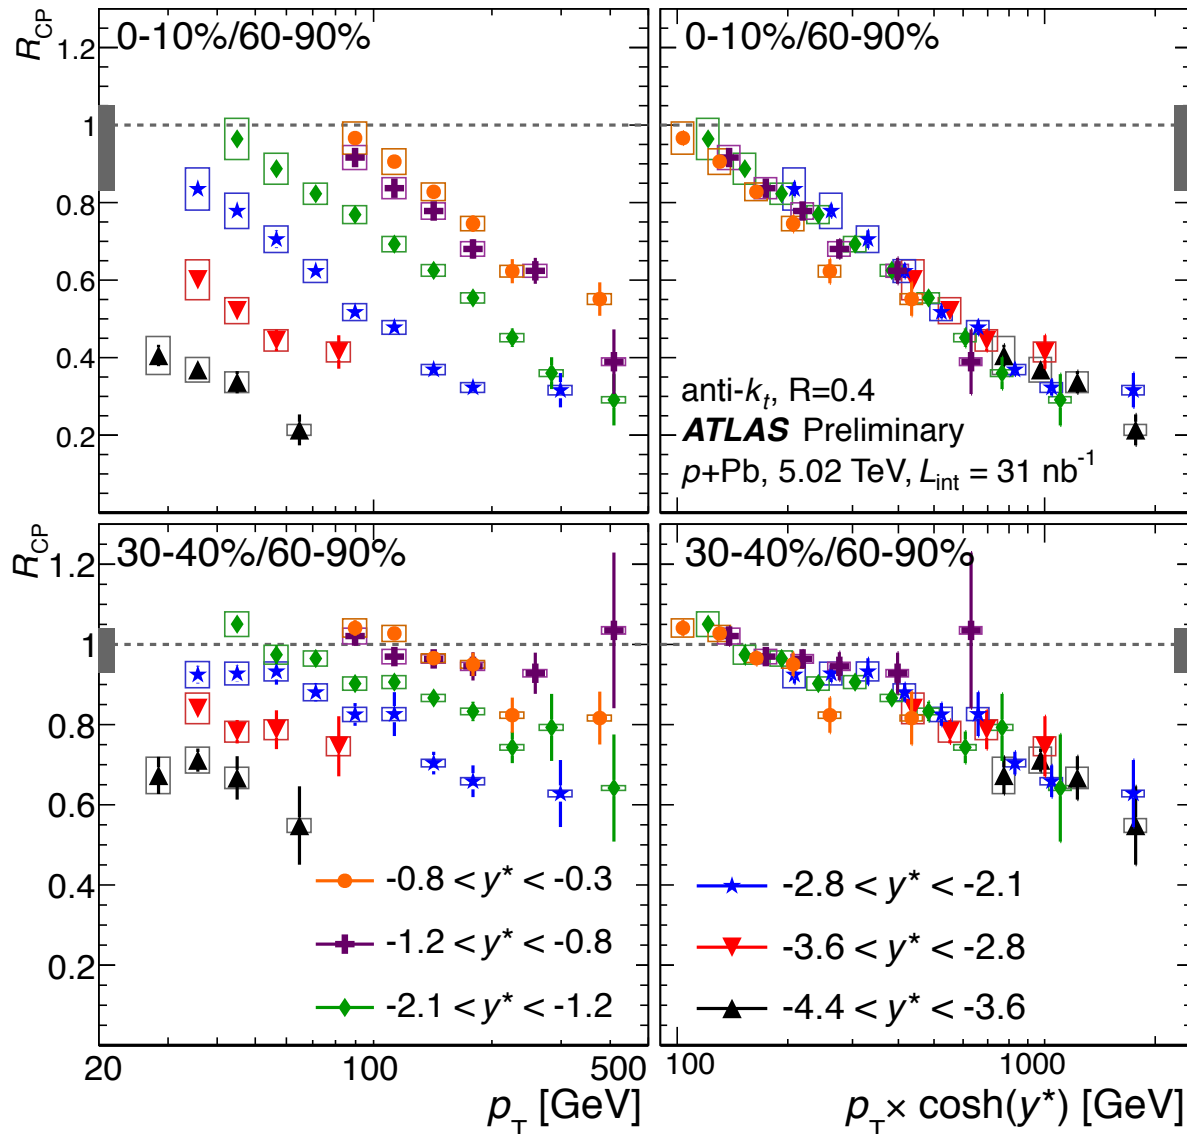 R_CP
0-10%/60-90%
0-10%/60-90%
1.2
1
0.8
0.6
0.4
0.2
anti-k_t, R=0.4
ATLAS Preliminary
p+Pb, 5.02 TeV, L_int = 31 nb^-1
R_CP
30-40%/60-90%
30-40%/60-90%
1.2
1
0.8
0.6
0.4
0.2
-0.8 < y* < -0.3
-1.2 < y* < -0.8
-2.1 < y* < -1.2
-2.8 < y* < -2.1
-3.6 < y* < -2.8
-4.4 < y* < -3.6
20 100 500
100 1000
p_T [GeV]
p_T × cosh(y*) [GeV]